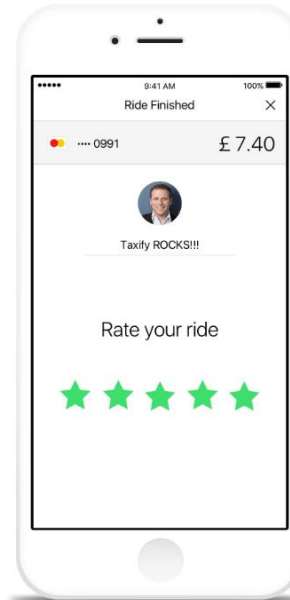 9:41 AM 100%
Ride Finished
•••• 0991 £ 7.40
Taxify ROCKS!!!
Rate your ride